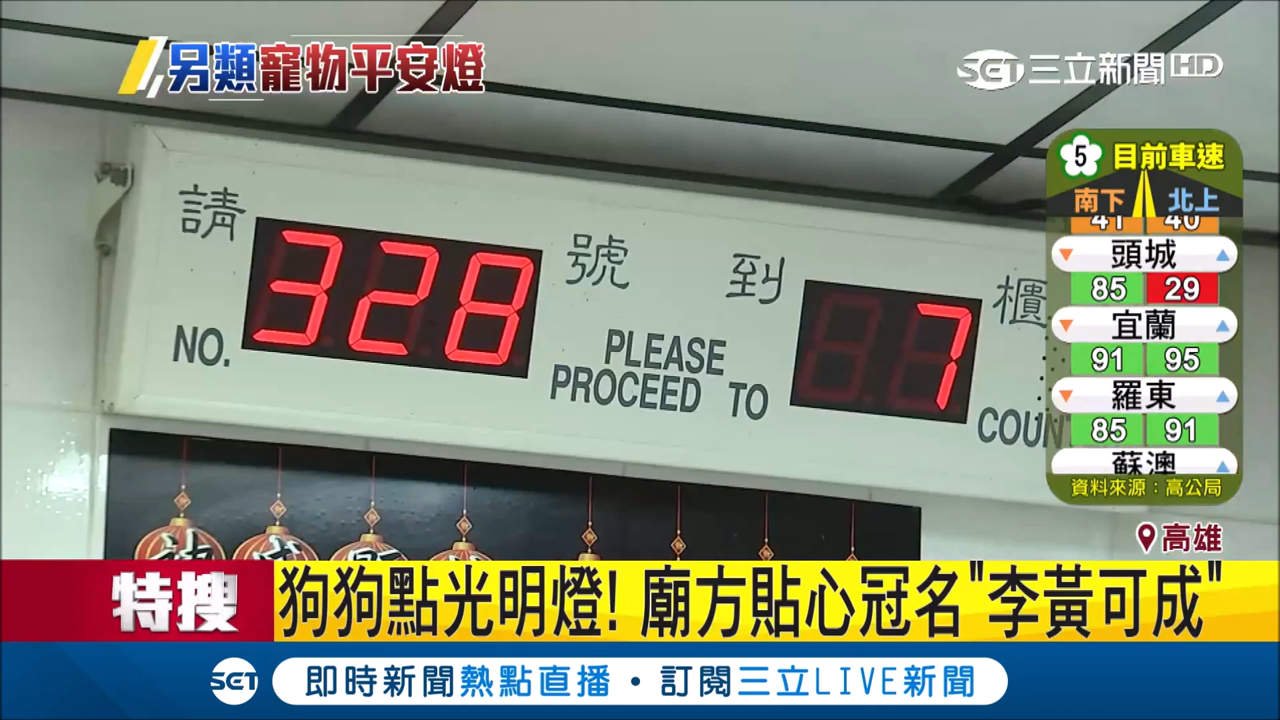 另類寵物平安燈
SET三立新聞HD
5 目前車速
南下 北上
41 40
頭城
85 29
宜蘭
91 95
羅東
85 91
蘇澳
資料來源：高公局
請 328 號 到 7 櫃
NO. PLEASE PROCEED TO COUN
高雄
特搜 狗狗點光明燈! 廟方貼心冠名"李黃可成"
SET 即時新聞熱點直播・訂閱三立LIVE新聞